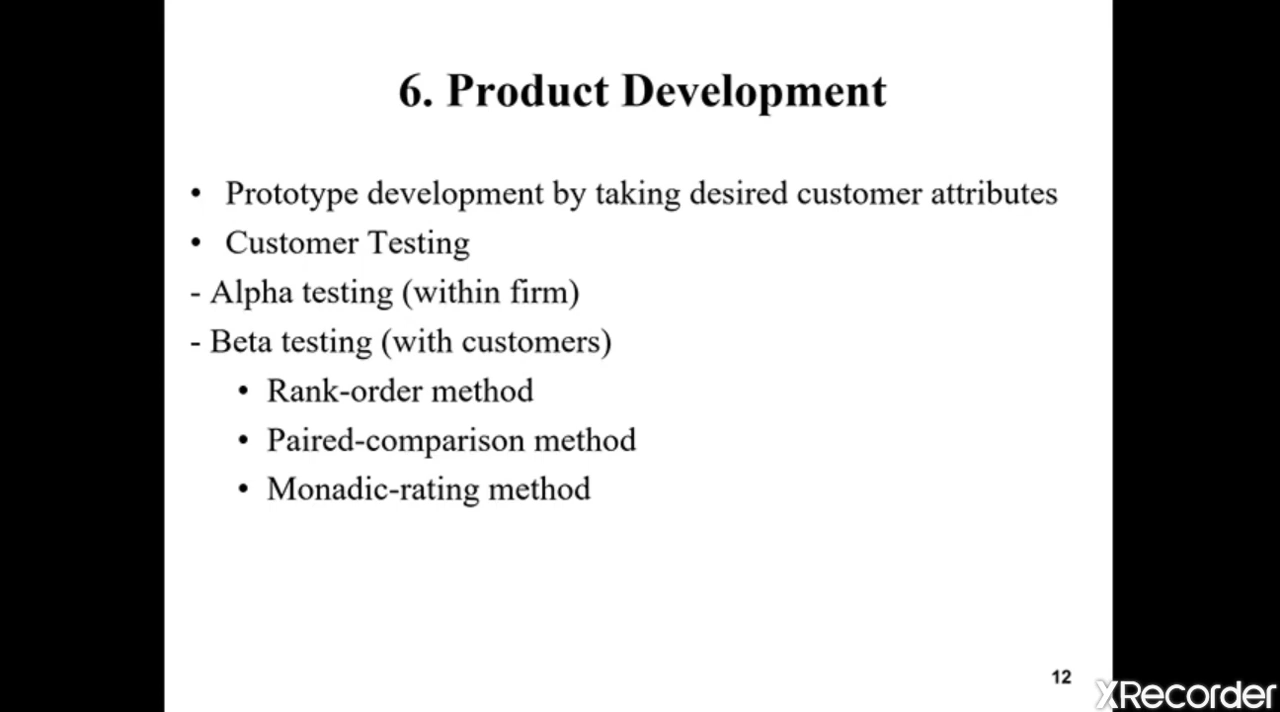 6. Product Development
• Prototype development by taking desired customer attributes
• Customer Testing
- Alpha testing (within firm)
- Beta testing (with customers)
• Rank-order method
• Paired-comparison method
• Monadic-rating method
12
XRecorder